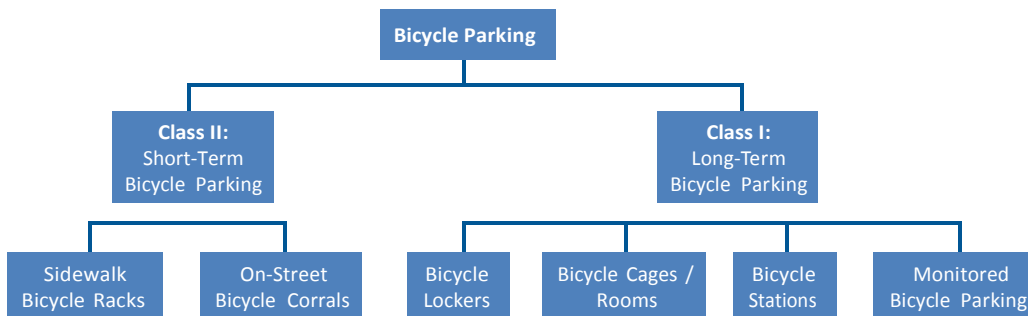 Bicycle Parking
Class II:
Short-Term
Bicycle Parking
Class I:
Long-Term
Bicycle Parking
Sidewalk
Bicycle Racks
On-Street
Bicycle Corrals
Bicycle
Lockers
Bicycle Cages /
Rooms
Bicycle
Stations
Monitored
Bicycle Parking